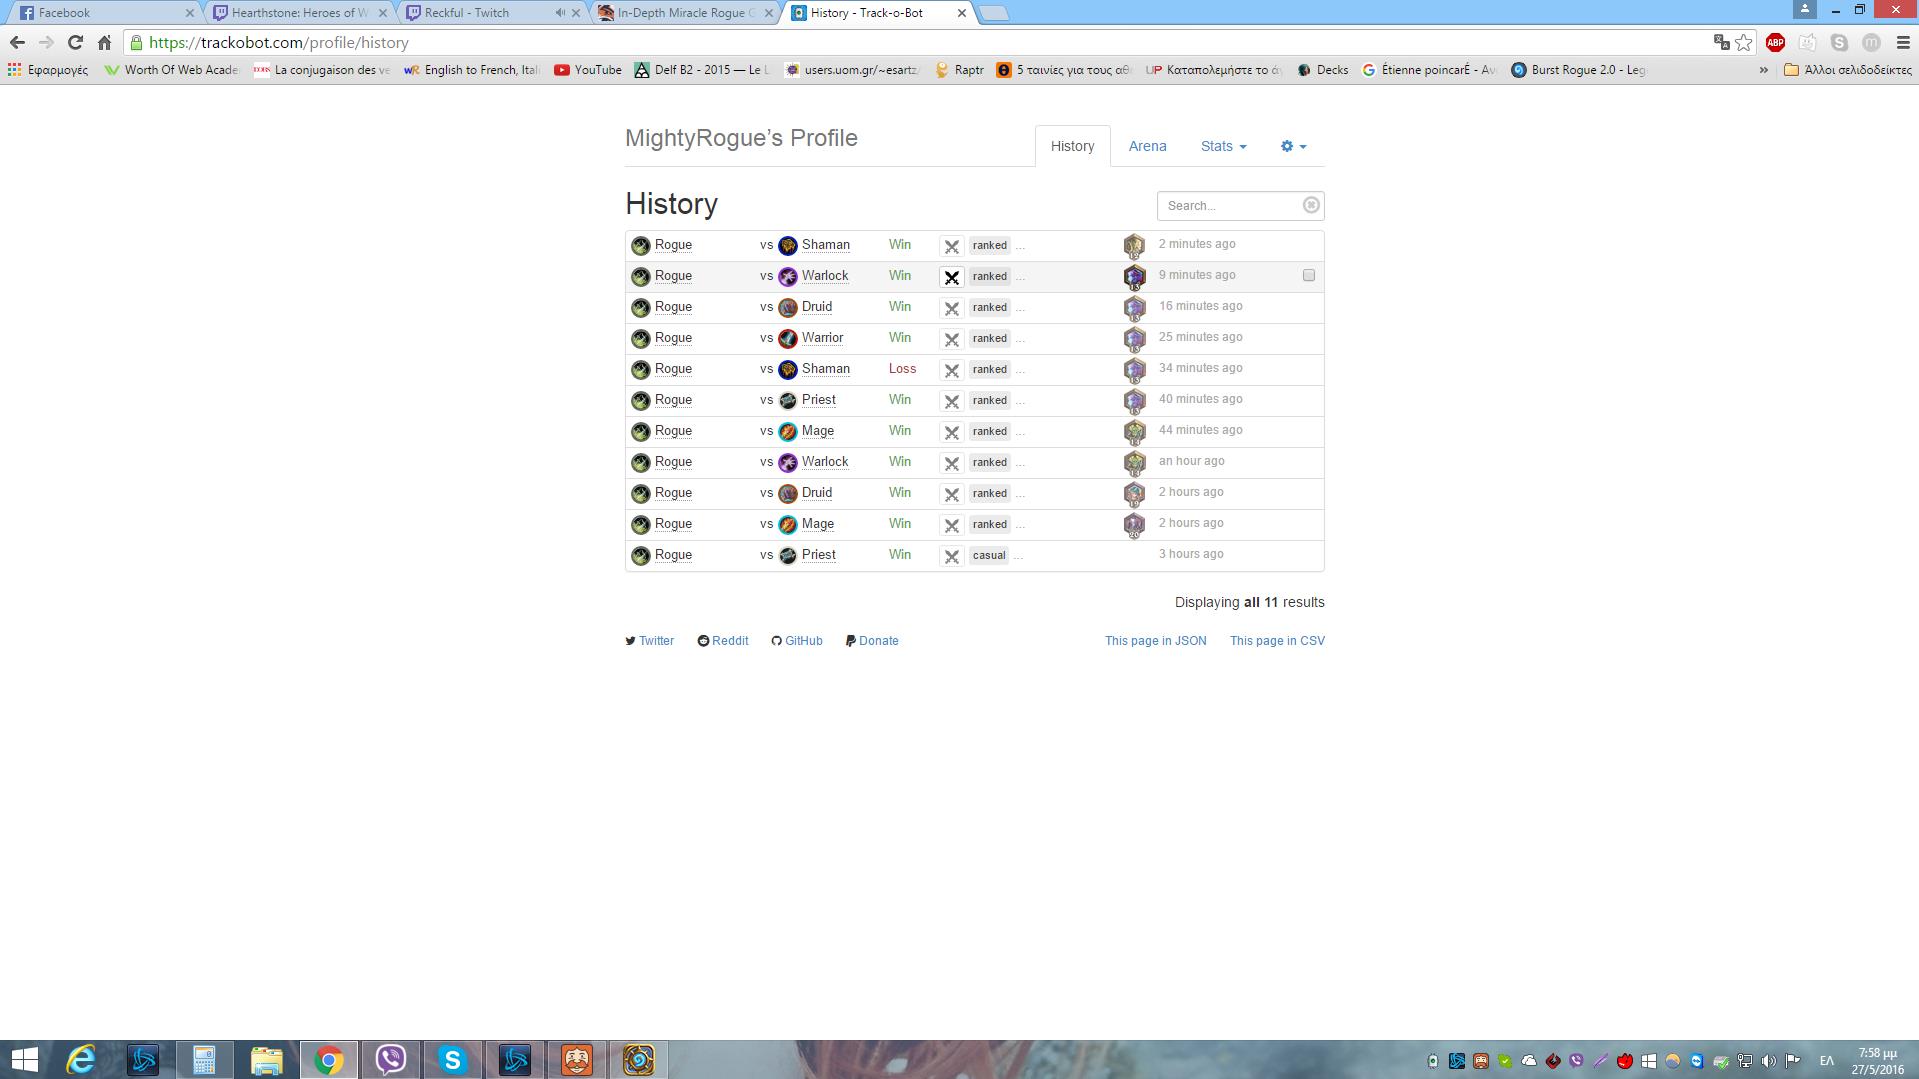 Facebook
Hearthstone: Heroes of W
Reckful - Twitch
In-Depth Miracle Rogue G
History - Track-o-Bot
https://trackobot.com/profile/history
Εφαρμογές
Worth Of Web Acade
La conjugaison des ve
English to French, Itali
YouTube
Delf B2 - 2015 — Le L
users.uom.gr/~esartz/
Raptr
5 ταινίες για τους αθ
Καταπολεμήστε το ά
Decks
Étienne poincarÉ - Αν
Burst Rogue 2.0 - Leg
» Άλλοι σελιδοδείκτες
MightyRogue’s Profile
History Arena Stats
History
Search...
Rogue vs Shaman Win ranked ... 2 minutes ago
Rogue vs Warlock Win ranked ... 9 minutes ago
Rogue vs Druid Win ranked ... 16 minutes ago
Rogue vs Warrior Win ranked ... 25 minutes ago
Rogue vs Shaman Loss ranked ... 34 minutes ago
Rogue vs Priest Win ranked ... 40 minutes ago
Rogue vs Mage Win ranked ... 44 minutes ago
Rogue vs Warlock Win ranked ... an hour ago
Rogue vs Druid Win ranked ... 2 hours ago
Rogue vs Mage Win ranked ... 2 hours ago
Rogue vs Priest Win casual ... 3 hours ago
Displaying all 11 results
Twitter Reddit GitHub Donate This page in JSON This page in CSV
ΕΛ
7:58 μμ
27/5/2016